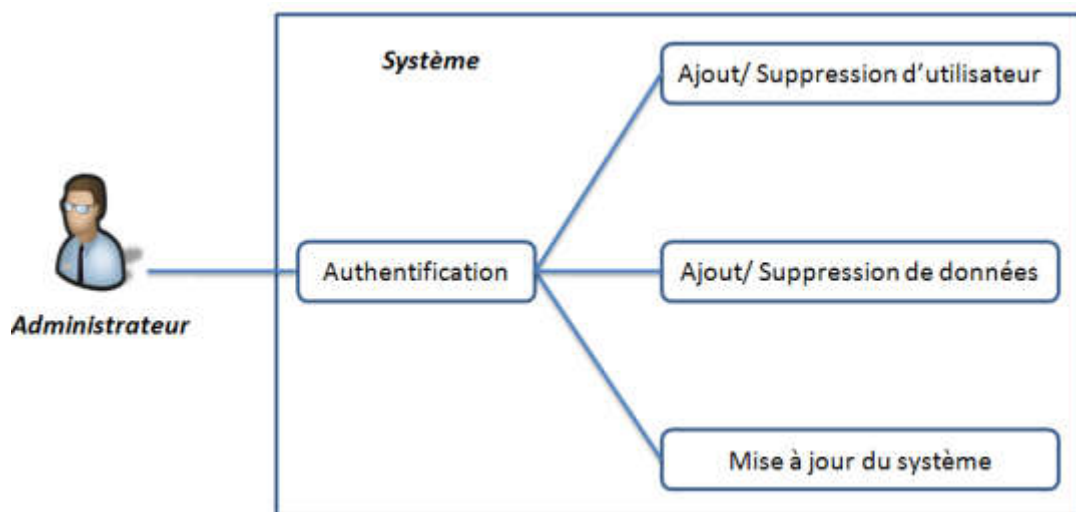 Système
Ajout/ Suppression d'utilisateur
Authentification
Ajout/ Suppression de données
Administrateur
Mise à jour du système